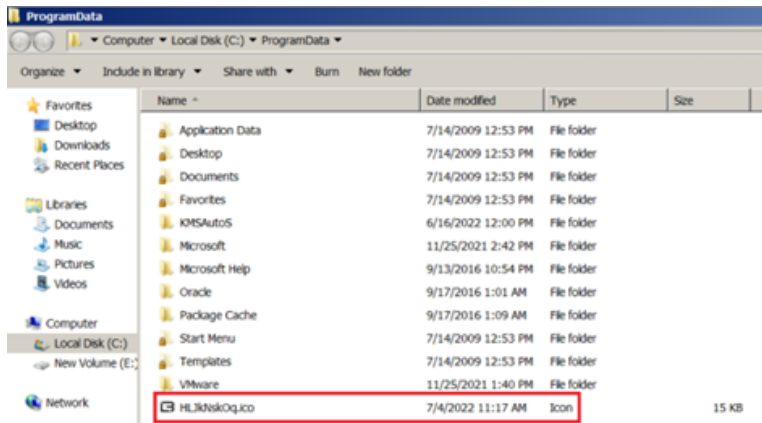 ProgramData
Computer Local Disk (C:) ProgramData
Organize Include in library Share with Burn New folder
Favorites
Desktop
Downloads
Recent Places
Libraries
Documents
Music
Pictures
Videos
Computer
Local Disk (C:)
New Volume (E:)
Network
Name Date modified Type Size
Application Data 7/14/2009 12:53 PM File folder
Desktop 7/14/2009 12:53 PM File folder
Documents 7/14/2009 12:53 PM File folder
Favorites 7/14/2009 12:53 PM File folder
KMSAutoS 6/16/2022 12:00 PM File folder
Microsoft 11/25/2021 2:42 PM File folder
Microsoft Help 9/13/2016 10:54 PM File folder
Oracle 9/17/2016 1:01 AM File folder
Package Cache 9/17/2016 1:09 AM File folder
Start Menu 7/14/2009 12:53 PM File folder
Templates 7/14/2009 12:53 PM File folder
VMware 11/25/2021 1:40 PM File folder
HLJkNskOq.ico 7/4/2022 11:17 AM Icon 15 KB